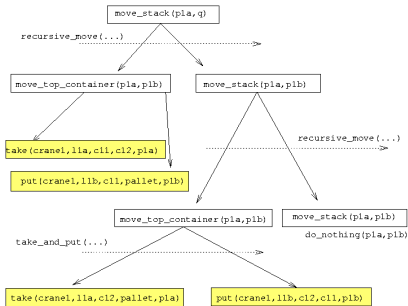 move_stack(p1a,q)
recursive_move(...)
move_top_container(p1a,p1b)
move_stack(p1a,p1b)
take(crane1,l1a,c11,c12,p1a)
recursive_move(...)
put(crane1,l1b,c11,pallet,p1b)
move_top_container(p1a,p1b)
move_stack(p1a,p1b)
do_nothing(p1a,p1b)
take_and_put(...)
take(crane1,l1a,c12,pallet,p1a)
put(crane1,l1b,c12,c11,p1b)